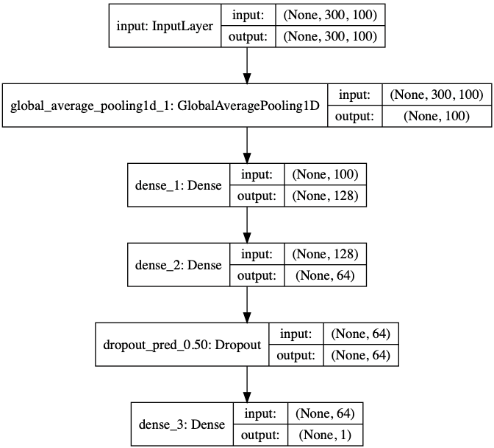 input: InputLayer
input: (None, 300, 100)
output: (None, 300, 100)
global_average_pooling1d_1: GlobalAveragePooling1D
input: (None, 300, 100)
output: (None, 100)
dense_1: Dense
input: (None, 100)
output: (None, 128)
dense_2: Dense
input: (None, 128)
output: (None, 64)
dropout_pred_0.50: Dropout
input: (None, 64)
output: (None, 64)
dense_3: Dense
input: (None, 64)
output: (None, 1)